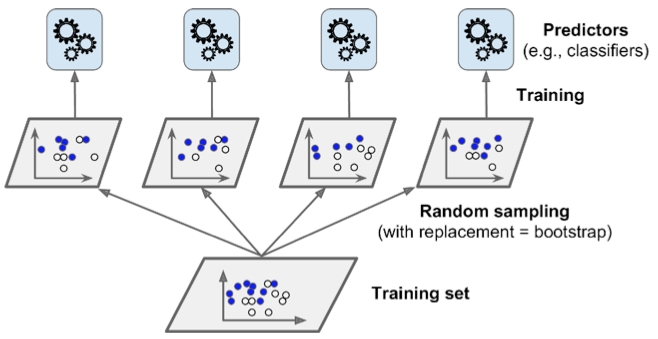 Predictors
(e.g., classifiers)
Training
Random sampling
(with replacement = bootstrap)
Training set